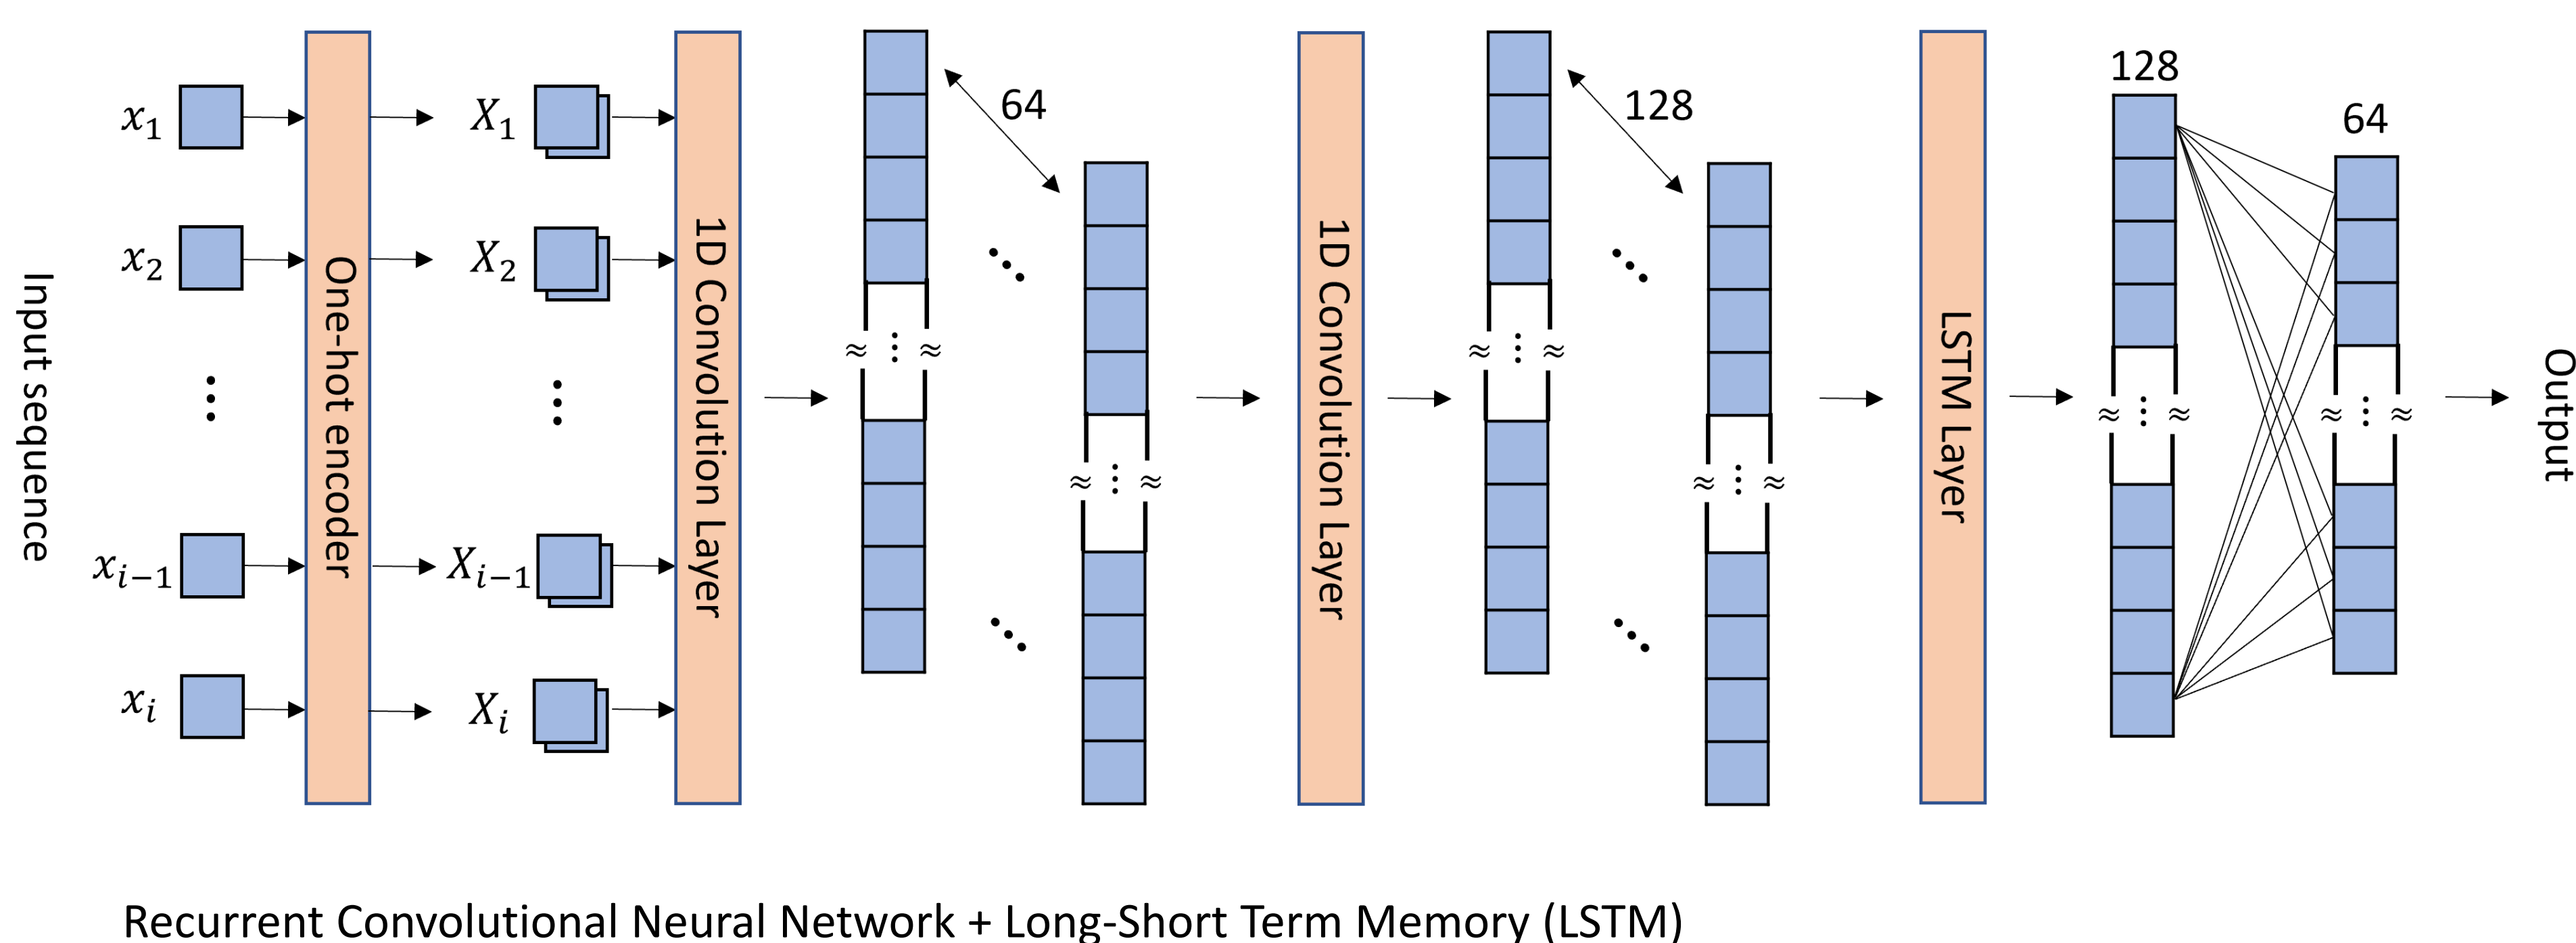 Input sequence
x₁
x₂
⋮
xᵢ₋₁
xᵢ
One-hot encoder
X₁
X₂
⋮
Xᵢ₋₁
Xᵢ
1D Convolution Layer
64
1D Convolution Layer
128
LSTM Layer
128
64
Output
Recurrent Convolutional Neural Network + Long-Short Term Memory (LSTM)